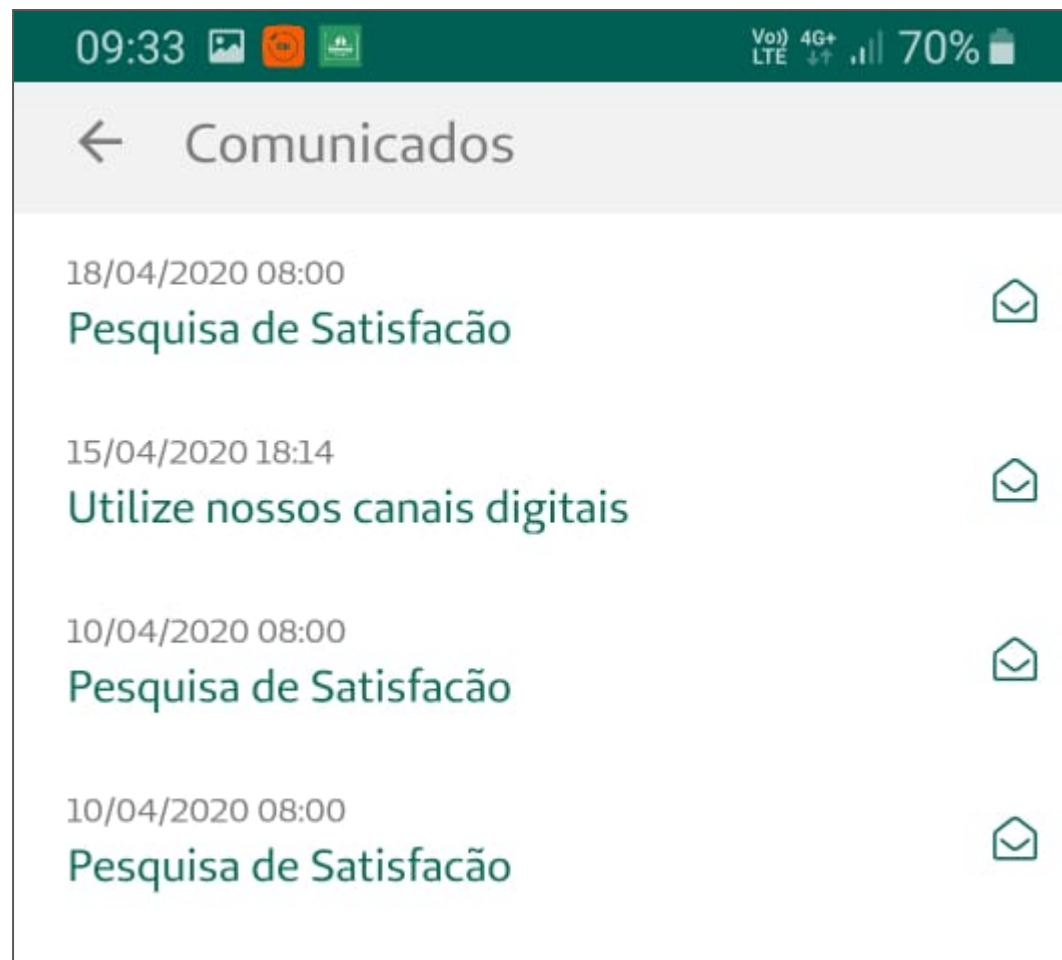 09:33 Vo)) LTE 4G+ 70%
Comunicados
18/04/2020 08:00
Pesquisa de Satisfacão
15/04/2020 18:14
Utilize nossos canais digitais
10/04/2020 08:00
Pesquisa de Satisfacão
10/04/2020 08:00
Pesquisa de Satisfacão